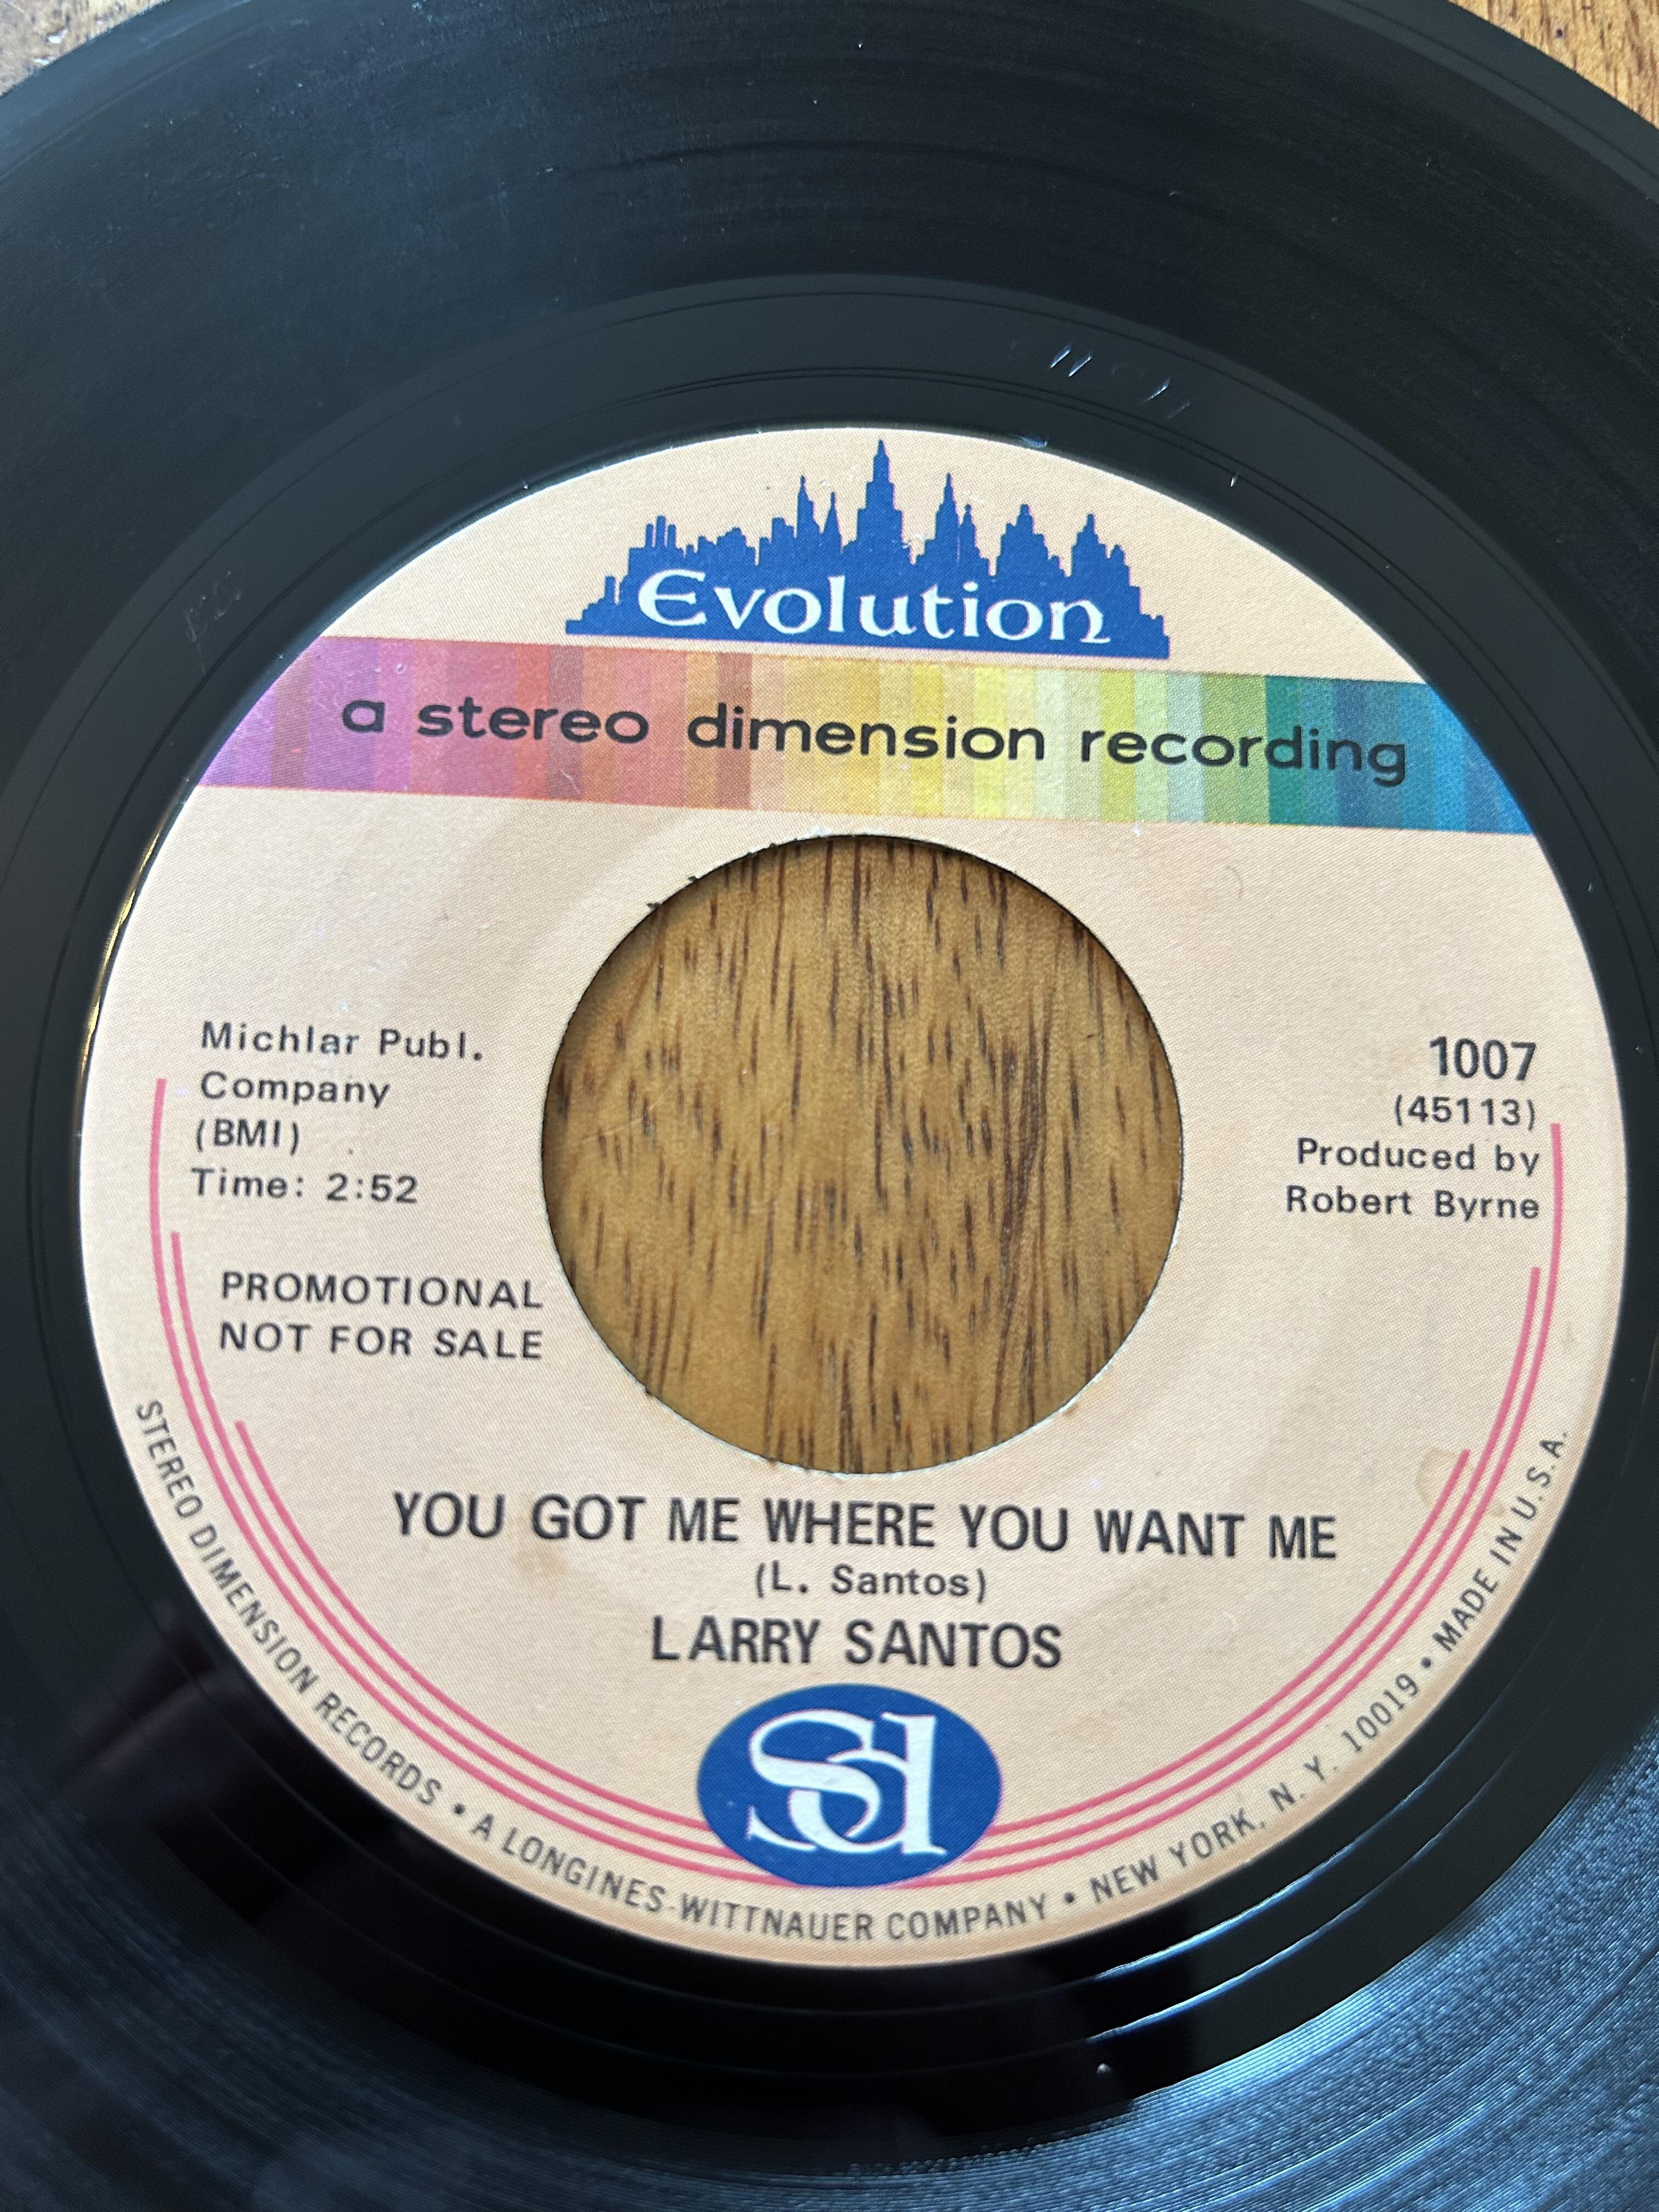 Evolution
a stereo dimension recording
Michlar Publ.
Company
(BMI)
Time: 2:52
PROMOTIONAL
NOT FOR SALE
1007
(45113)
Produced by
Robert Byrne
YOU GOT ME WHERE YOU WANT ME
(L. Santos)
LARRY SANTOS
Sd
STEREO DIMENSION RECORDS • A LONGINES-WITTNAUER COMPANY • NEW YORK, N. Y. 10019 • MADE IN U.S.A.